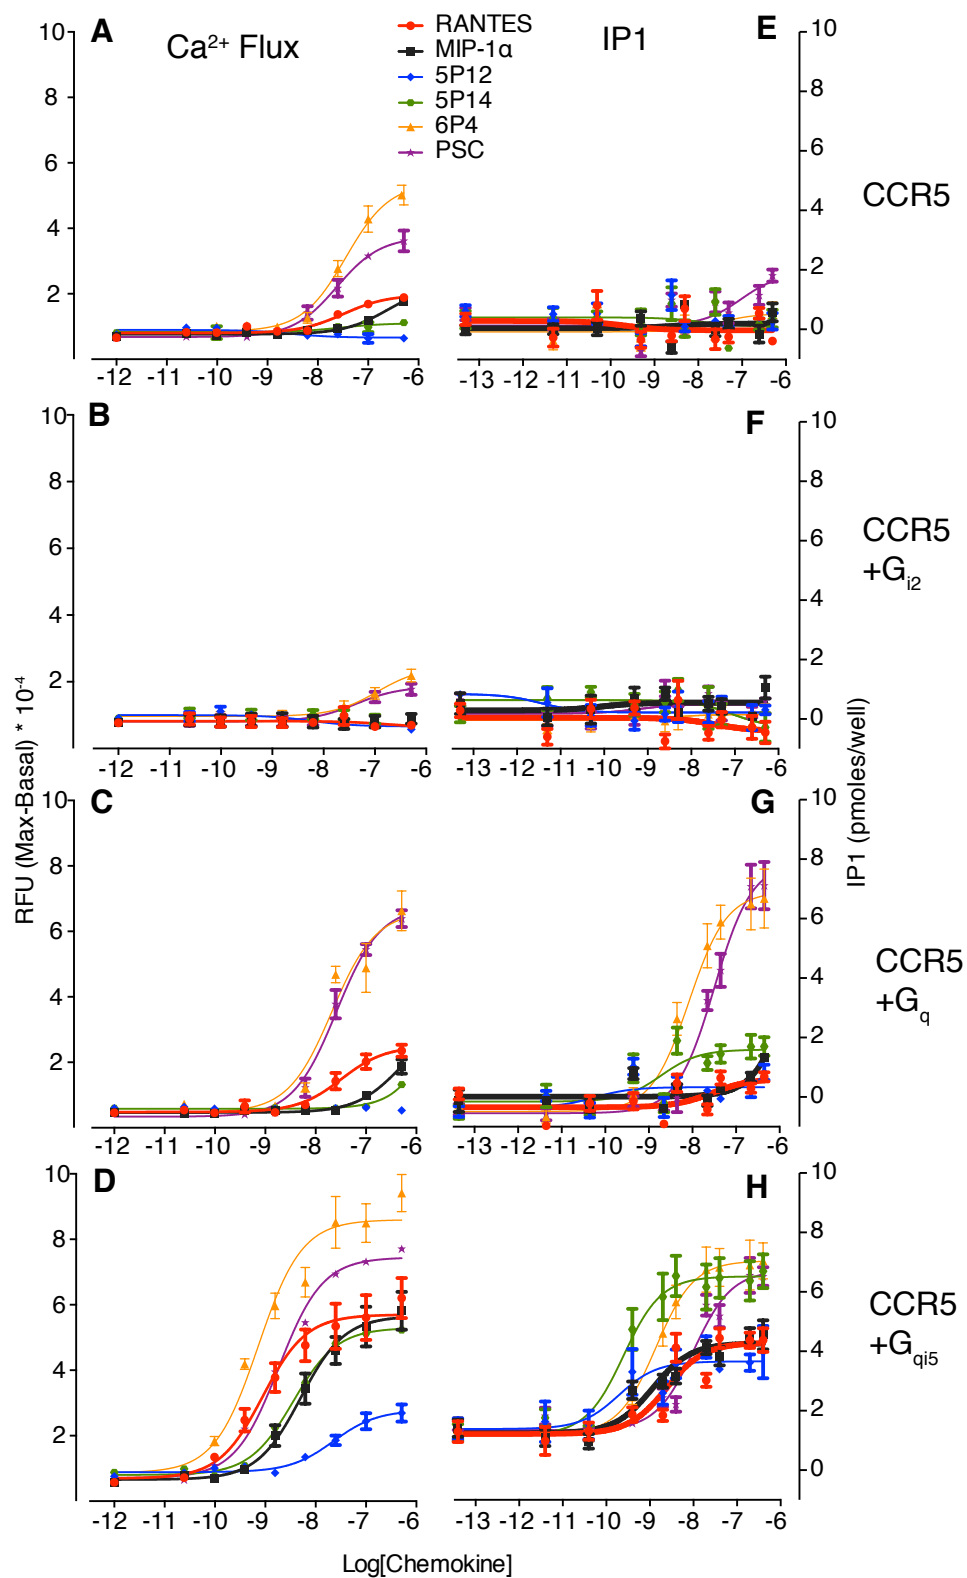 A
Ca²⁺ Flux
RANTES
MIP-1α
5P12
5P14
6P4
PSC
IP1
E
10
8
6
4
2
-12 -11 -10 -9 -8 -7 -6
10
8
6
4
2
0
-13 -12 -11 -10 -9 -8 -7 -6
CCR5
B
10
8
6
4
2
-12 -11 -10 -9 -8 -7 -6
F
10
8
6
4
2
0
-13 -12 -11 -10 -9 -8 -7 -6
CCR5
+Gi2
RFU (Max-Basal) * 10⁻⁴
IP1 (pmoles/well)
C
10
8
6
4
2
-12 -11 -10 -9 -8 -7 -6
G
10
8
6
4
2
0
-13 -12 -11 -10 -9 -8 -7 -6
CCR5
+Gq
D
10
8
6
4
2
-12 -11 -10 -9 -8 -7 -6
H
10
8
6
4
2
0
-13 -12 -11 -10 -9 -8 -7 -6
CCR5
+Gqi5
Log[Chemokine]